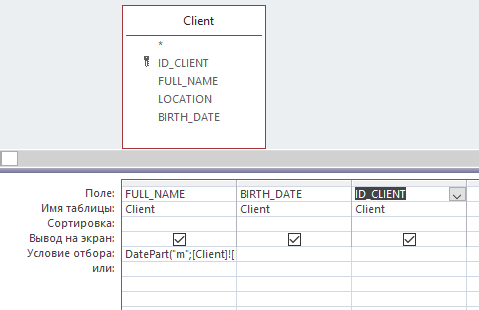 Client
*
ID_CLIENT
FULL_NAME
LOCATION
BIRTH_DATE
Поле: FULL_NAME BIRTH_DATE ID_CLIENT
Имя таблицы: Client Client Client
Сортировка:
Вывод на экран:
Условие отбора: DatePart("m";[Client]![
или: